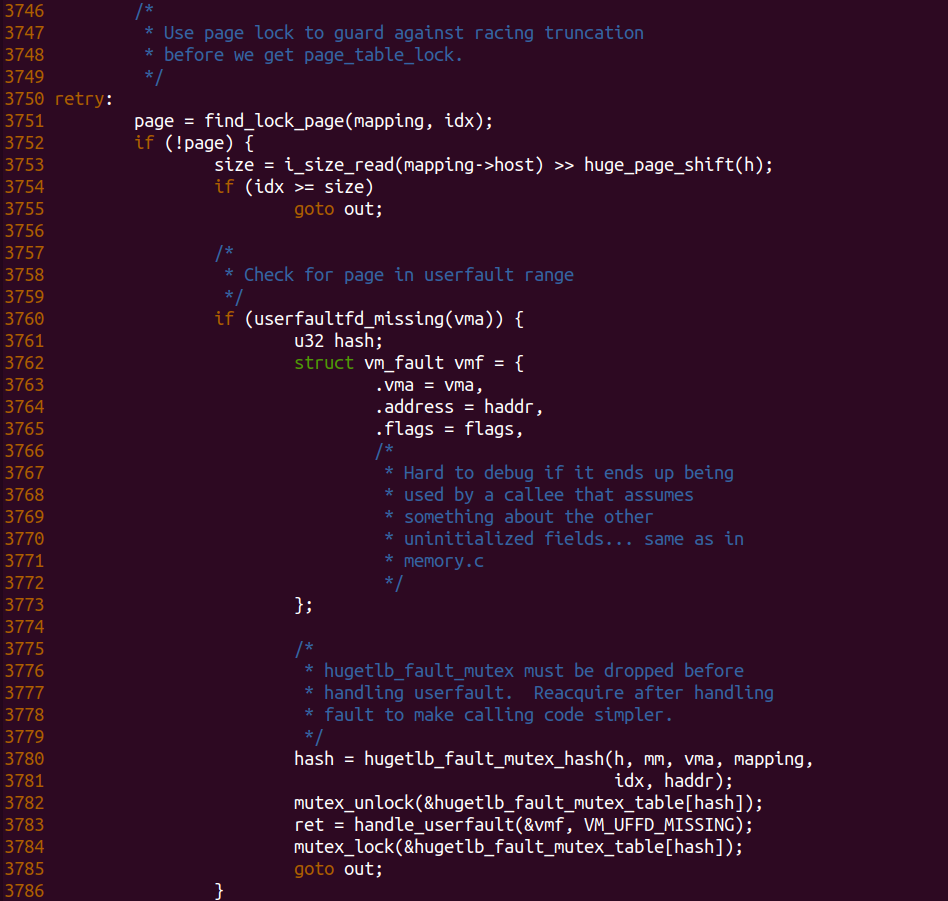 3746         /*
3747          * Use page lock to guard against racing truncation
3748          * before we get page_table_lock.
3749          */
3750 retry:
3751         page = find_lock_page(mapping, idx);
3752         if (!page) {
3753                 size = i_size_read(mapping->host) >> huge_page_shift(h);
3754                 if (idx >= size)
3755                         goto out;
3756
3757                 /*
3758                  * Check for page in userfault range
3759                  */
3760                 if (userfaultfd_missing(vma)) {
3761                         u32 hash;
3762                         struct vm_fault vmf = {
3763                                 .vma = vma,
3764                                 .address = haddr,
3765                                 .flags = flags,
3766                                 /*
3767                                  * Hard to debug if it ends up being
3768                                  * used by a callee that assumes
3769                                  * something about the other
3770                                  * uninitialized fields... same as in
3771                                  * memory.c
3772                                  */
3773                         };
3774
3775                         /*
3776                          * hugetlb_fault_mutex must be dropped before
3777                          * handling userfault.  Reacquire after handling
3778                          * fault to make calling code simpler.
3779                          */
3780                         hash = hugetlb_fault_mutex_hash(h, mm, vma, mapping,
3781                                                         idx, haddr);
3782                         mutex_unlock(&hugetlb_fault_mutex_table[hash]);
3783                         ret = handle_userfault(&vmf, VM_UFFD_MISSING);
3784                         mutex_lock(&hugetlb_fault_mutex_table[hash]);
3785                         goto out;
3786                 }